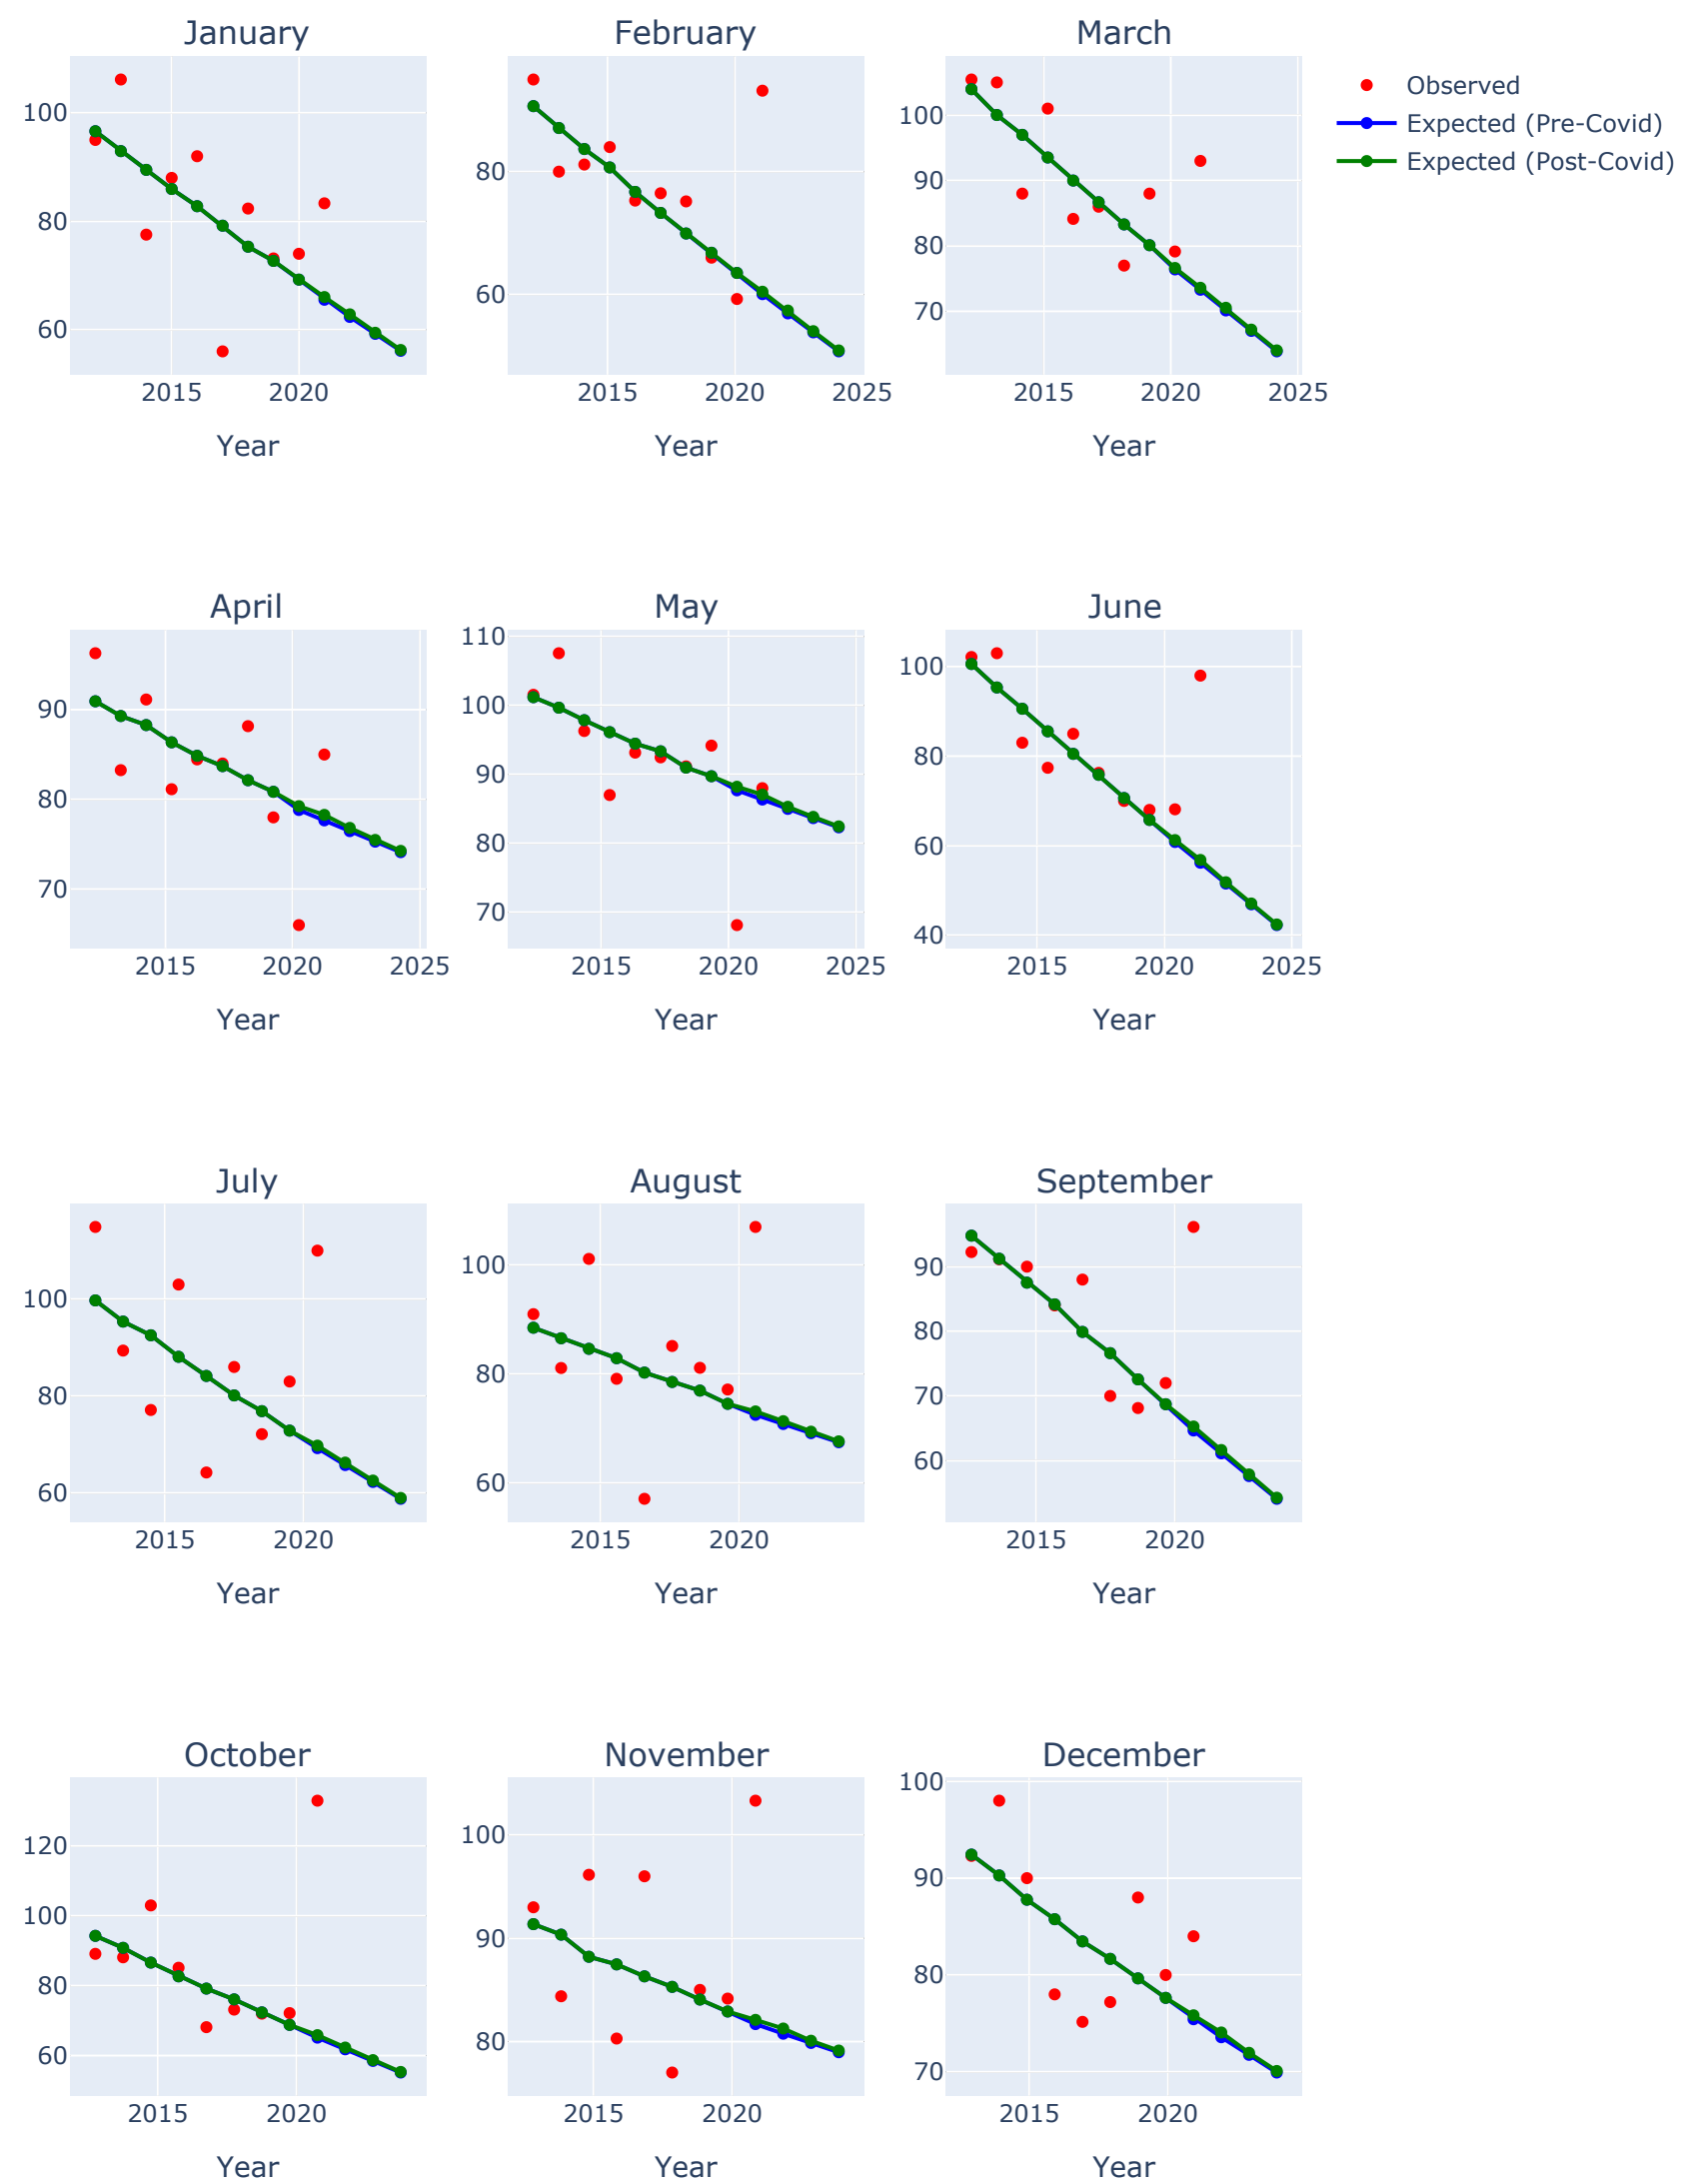 January
February
March
100
80
60
2015
2020
Year
80
60
2015
2020
2025
Year
100
90
80
70
2015
2020
2025
Year
Observed
Expected (Pre-Covid)
Expected (Post-Covid)
April
May
June
90
80
70
2015
2020
2025
Year
110
100
90
80
70
2015
2020
2025
Year
100
80
60
40
2015
2020
2025
Year
July
August
September
100
80
60
2015
2020
Year
100
80
60
2015
2020
Year
90
80
70
60
2015
2020
Year
October
November
December
120
100
80
60
2015
2020
Year
100
90
80
2015
2020
Year
100
90
80
70
2015
2020
Year